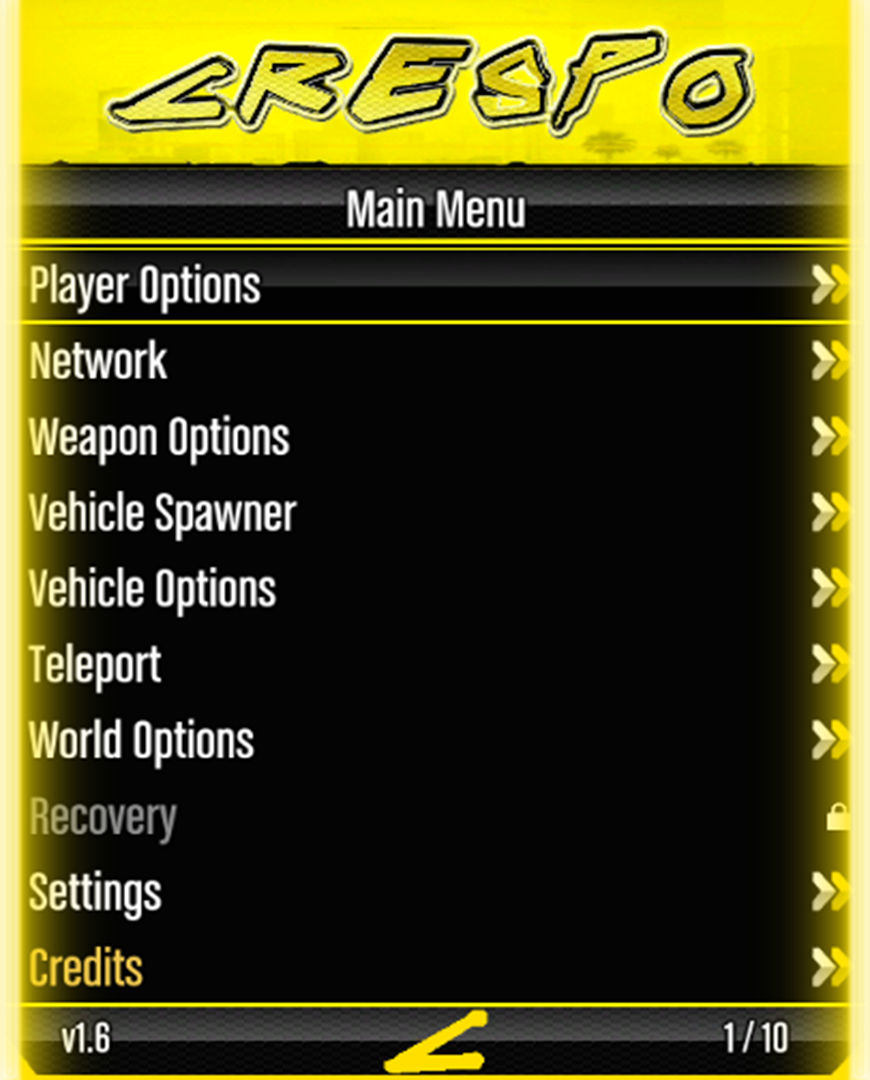 CRESPO
Main Menu
Player Options
Network
Weapon Options
Vehicle Spawner
Vehicle Options
Teleport
World Options
Recovery
Settings
Credits
v1.6 1 / 10